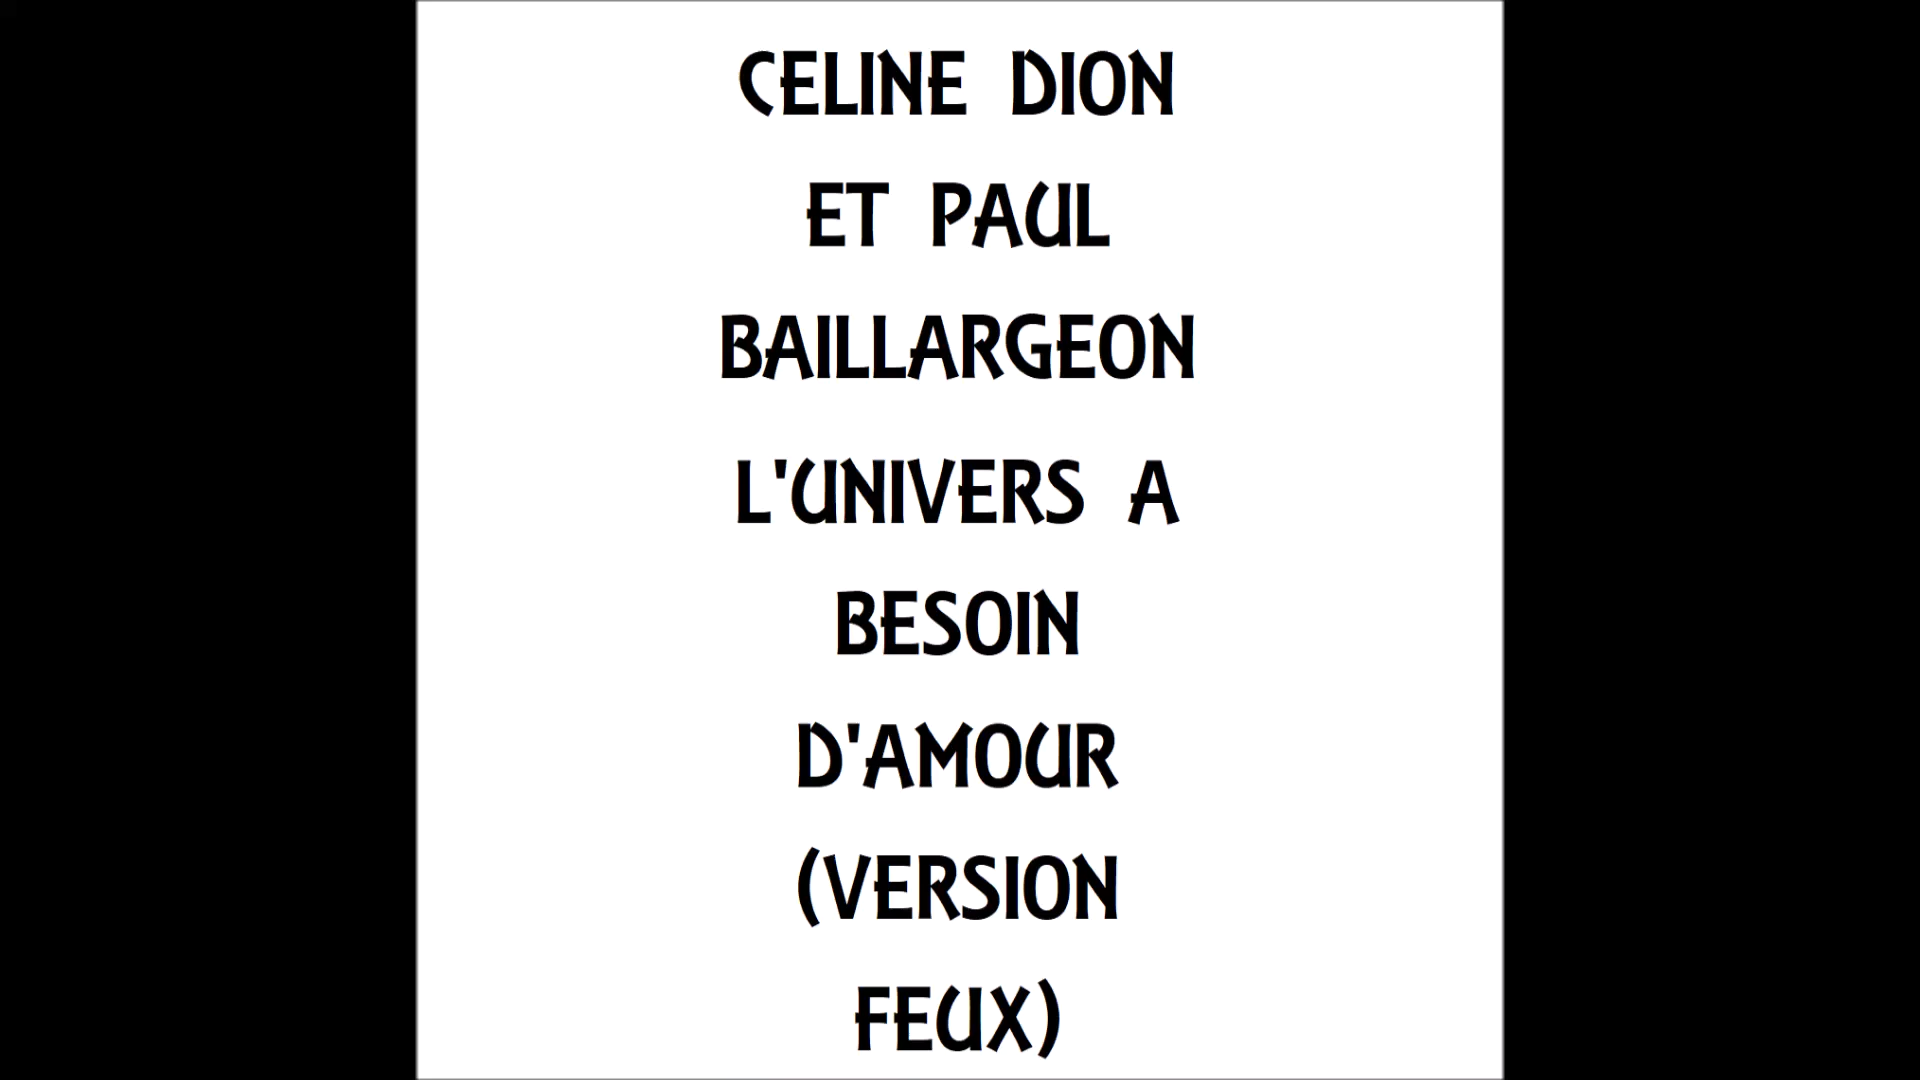 CELINE DION
ET PAUL
BAILLARGEON
L'UNIVERS A
BESOIN
D'AMOUR
(VERSION
FEUX)